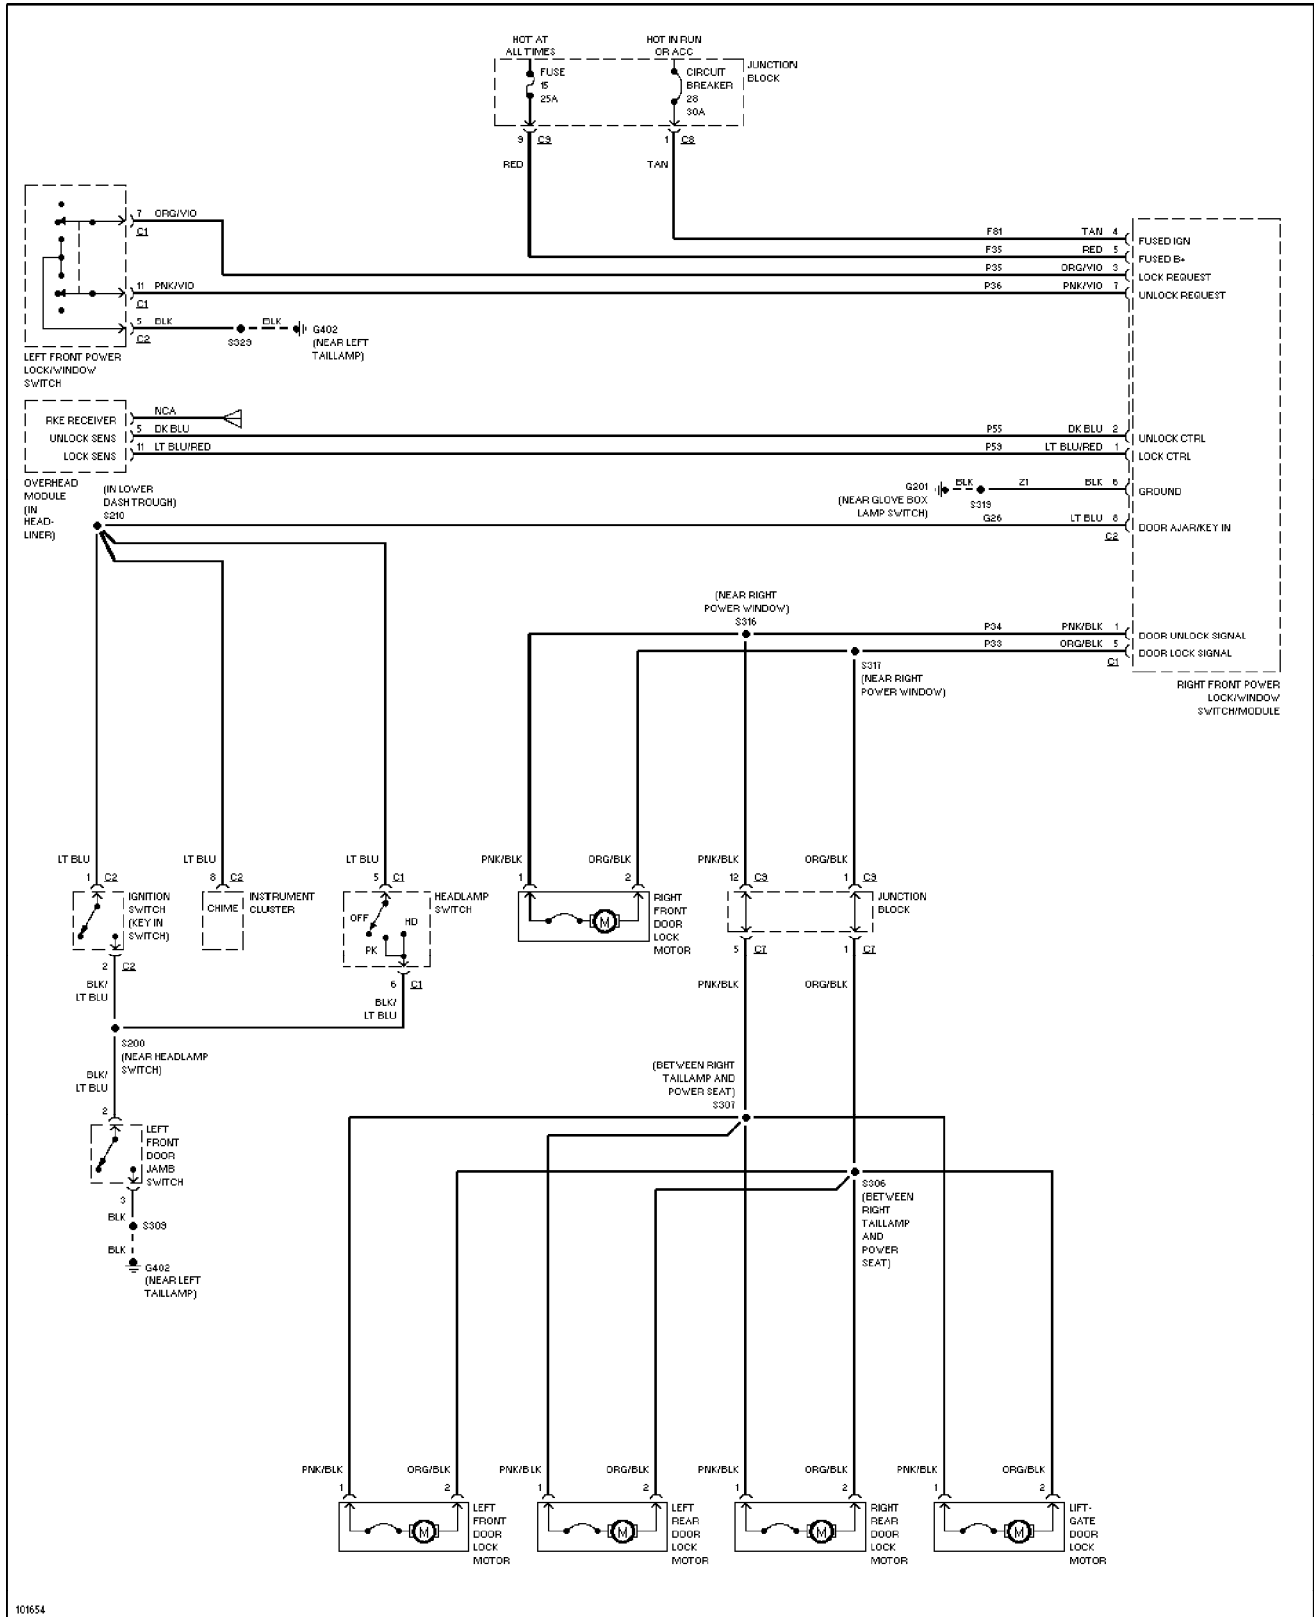 HOT AT
ALL TIMES
HOT IN RUN
OR ACC
FUSE
15
25A
CIRCUIT
BREAKER
28
30A
JUNCTION
BLOCK
9 C9
1 C8
RED
TAN
7 ORG/VIO
C1
11 PNK/VIO
C1
5 BLK
C2
BLK
S329
G402
(NEAR LEFT
TAILLAMP)
LEFT FRONT POWER
LOCK/WINDOW
SWITCH
F81 TAN 4
FUSED IGN
F35 RED 5
FUSED B+
P35 ORG/VIO 3
LOCK REQUEST
P36 PNK/VIO 7
UNLOCK REQUEST
RKE RECEIVER
NCA
UNLOCK SENS
5 DK BLU
LOCK SENS
11 LT BLU/RED
P55 DK BLU 2
UNLOCK CTRL
P59 LT BLU/RED 1
LOCK CTRL
OVERHEAD
MODULE
(IN
HEAD-
LINER)
(IN LOWER
DASH TROUGH)
S210
G201
(NEAR GLOVE BOX
LAMP SWITCH)
BLK
S319
Z1 BLK 6
GROUND
G26 LT BLU 8
DOOR AJAR/KEY IN
C2
(NEAR RIGHT
POWER WINDOW)
S316
P34 PNK/BLK 1
DOOR UNLOCK SIGNAL
P33 ORG/BLK 5
DOOR LOCK SIGNAL
C1
S317
(NEAR RIGHT
POWER WINDOW)
RIGHT FRONT POWER
LOCK/WINDOW
SWITCH/MODULE
LT BLU
1 C2
LT BLU
8 C2
LT BLU
5 C1
PNK/BLK
1
ORG/BLK
2
PNK/BLK
12 C9
ORG/BLK
1 C9
IGNITION
SWITCH
(KEY IN
SWITCH)
CHIME
INSTRUMENT
CLUSTER
OFF
HD
PK
HEADLAMP
SWITCH
M
RIGHT
FRONT
DOOR
LOCK
MOTOR
JUNCTION
BLOCK
2 C2
6 C1
5 C7
1 C7
BLK/
LT BLU
BLK/
LT BLU
PNK/BLK
ORG/BLK
S200
(NEAR HEADLAMP
SWITCH)
BLK/
LT BLU
2
(BETWEEN RIGHT
TAILLAMP AND
POWER SEAT)
S307
LEFT
FRONT
DOOR
JAMB
SWITCH
3
BLK
S309
BLK
G402
(NEAR LEFT
TAILLAMP)
S306
(BETWEEN
RIGHT
TAILLAMP
AND
POWER
SEAT)
PNK/BLK
1
ORG/BLK
2
PNK/BLK
1
ORG/BLK
2
PNK/BLK
1
ORG/BLK
2
PNK/BLK
1
ORG/BLK
2
M
LEFT
FRONT
DOOR
LOCK
MOTOR
M
LEFT
REAR
DOOR
LOCK
MOTOR
M
RIGHT
REAR
DOOR
LOCK
MOTOR
M
LIFT-
GATE
DOOR
LOCK
MOTOR
101654